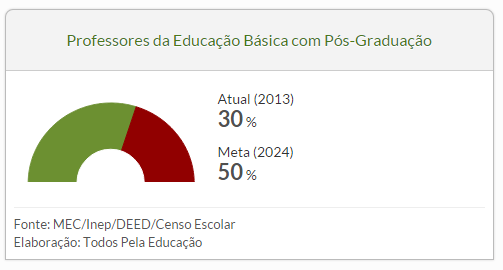 Professores da Educação Básica com Pós-Graduação
Atual (2013)
30 %
Meta (2024)
50 %
Fonte: MEC/Inep/DEED/Censo Escolar
Elaboração: Todos Pela Educação